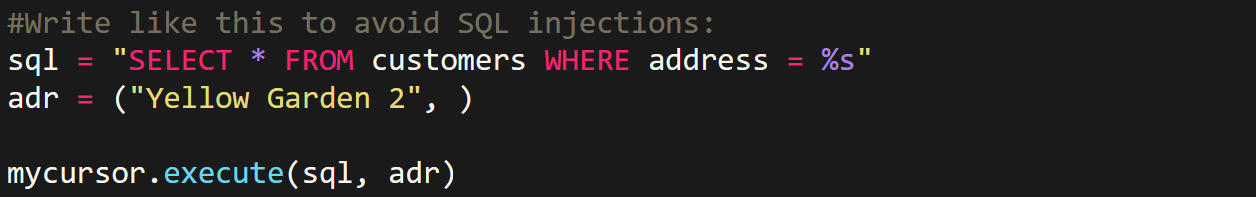 #Write like this to avoid SQL injections:
sql = "SELECT * FROM customers WHERE address = %s"
adr = ("Yellow Garden 2", )
mycursor.execute(sql, adr)